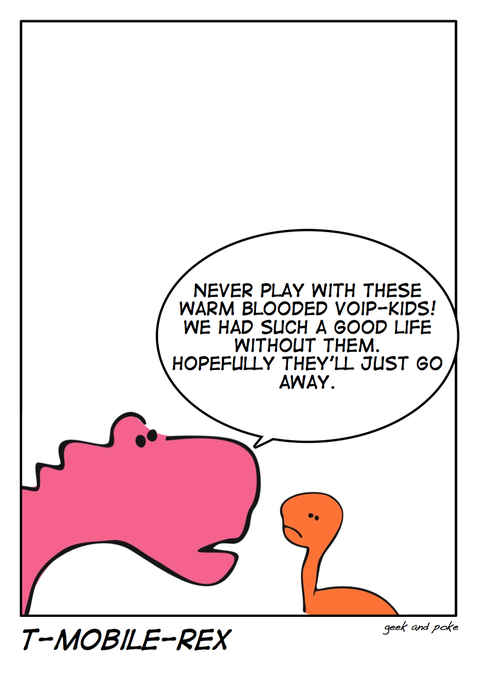 NEVER PLAY WITH THESE
WARM BLOODED VOIP-KIDS!
WE HAD SUCH A GOOD LIFE
WITHOUT THEM.
HOPEFULLY THEY'LL JUST GO
AWAY.
T-MOBILE-REX
geek and poke